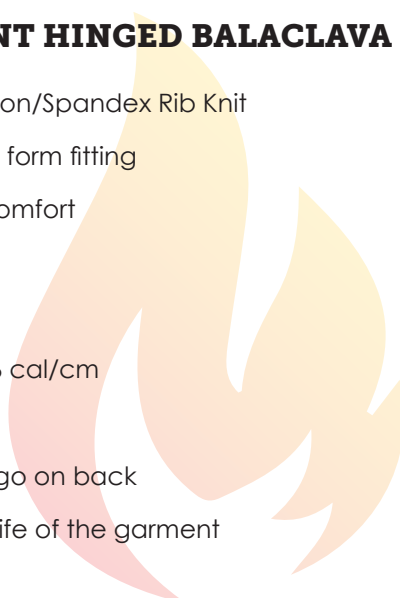 NT HINGED BALACLAVA
on/Spandex Rib Knit
form fitting
omfort
cal/cm
go on back
ife of the garment